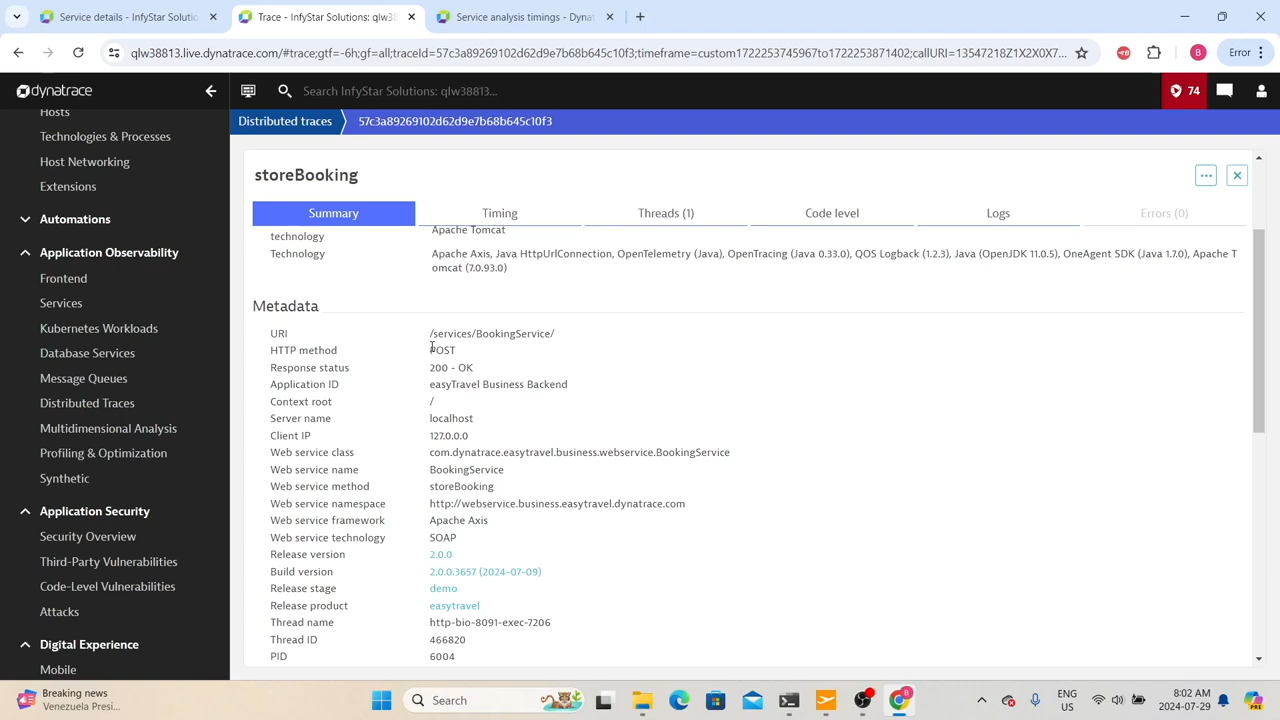 Service details - InfyStar Soluti
Trace - InfyStar Solutions: qlw38
Service analysis timings - Dynat
qlw38813.live.dynatrace.com/#trace;gtf=-6h;gf=all;traceId=57c3a89269102d62d9e7b68b645c10f3;timeframe=custom1722253745967to1722253871402;callURI=13547218Z1X2X0X7...
Error
dynatrace
Search InfyStar Solutions: qlw38813...
74
Distributed traces
57c3a89269102d62d9e7b68b645c10f3
Hosts
Technologies & Processes
Host Networking
Extensions
Automations
Application Observability
Frontend
Services
Kubernetes Workloads
Database Services
Message Queues
Distributed Traces
Multidimensional Analysis
Profiling & Optimization
Synthetic
Application Security
Security Overview
Third-Party Vulnerabilities
Code-Level Vulnerabilities
Attacks
Digital Experience
Mobile
storeBooking
Summary
Timing
Threads (1)
Code level
Logs
Errors (0)
technology Apache Tomcat
Technology Apache Axis, Java HttpUrlConnection, OpenTelemetry (Java), OpenTracing (Java 0.33.0), QOS Logback (1.2.3), Java (OpenJDK 11.0.5), OneAgent SDK (Java 1.7.0), Apache T
omcat (7.0.93.0)
Metadata
URI /services/BookingService/
HTTP method POST
Response status 200 - OK
Application ID easyTravel Business Backend
Context root /
Server name localhost
Client IP 127.0.0.0
Web service class com.dynatrace.easytravel.business.webservice.BookingService
Web service name BookingService
Web service method storeBooking
Web service namespace http://webservice.business.easytravel.dynatrace.com
Web service framework Apache Axis
Web service technology SOAP
Release version 2.0.0
Build version 2.0.0.3657 (2024-07-09)
Release stage demo
Release product easytravel
Thread name http-bio-8091-exec-7206
Thread ID 466820
PID 6004
Breaking news
Venezuela Presi...
Search
ENG
US
8:02 AM
2024-07-29